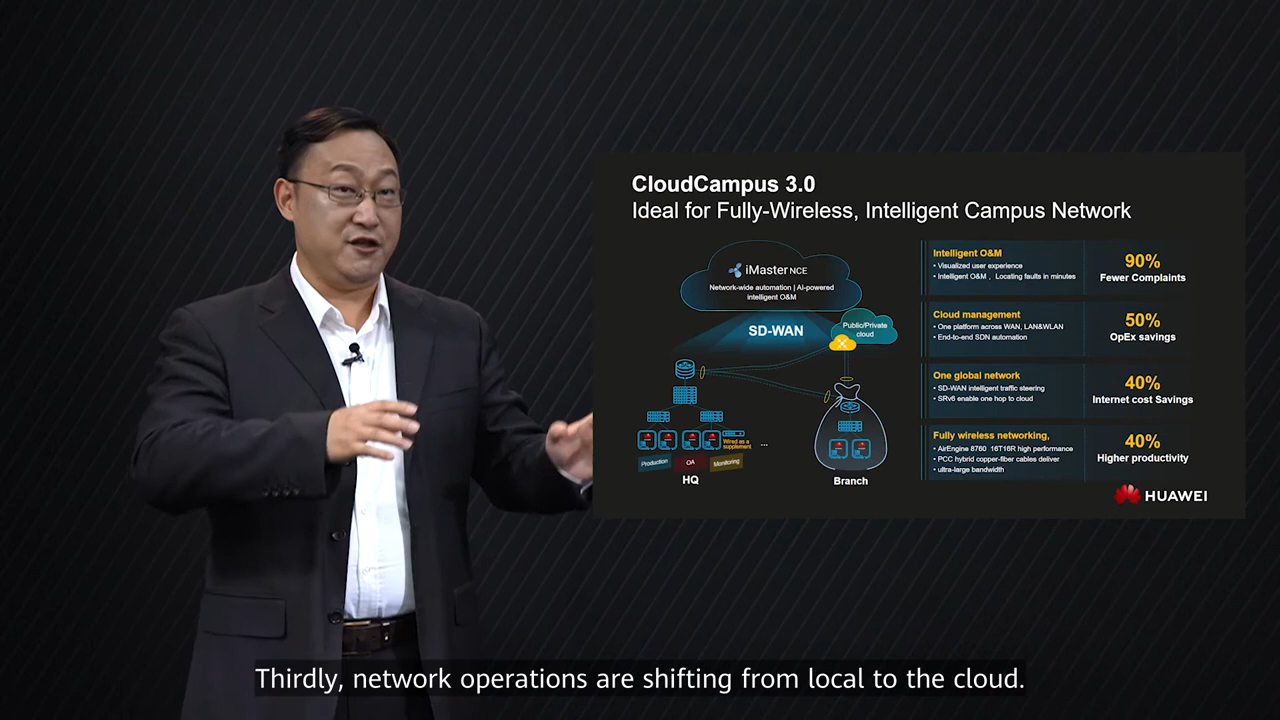 CloudCampus 3.0
Ideal for Fully-Wireless, Intelligent Campus Network
iMaster NCE
Network-wide automation | AI-powered
intelligent O&M
SD-WAN
Public/Private
cloud
Wired as a
supplement
...
Production
OA
Monitoring
HQ
Branch
Intelligent O&M
• Visualized user experience
• Intelligent O&M， Locating faults in minutes
90%
Fewer Complaints
Cloud management
• One platform across WAN, LAN&WLAN
• End-to-end SDN automation
50%
OpEx savings
One global network
• SD-WAN intelligent traffic steering
• SRv6 enable one hop to cloud
40%
Internet cost Savings
Fully wireless networking,
• AirEngine 8760 16T16R high performance
• PCC hybrid copper-fiber cables deliver
• ultra-large bandwidth
40%
Higher productivity
HUAWEI
Thirdly, network operations are shifting from local to the cloud.